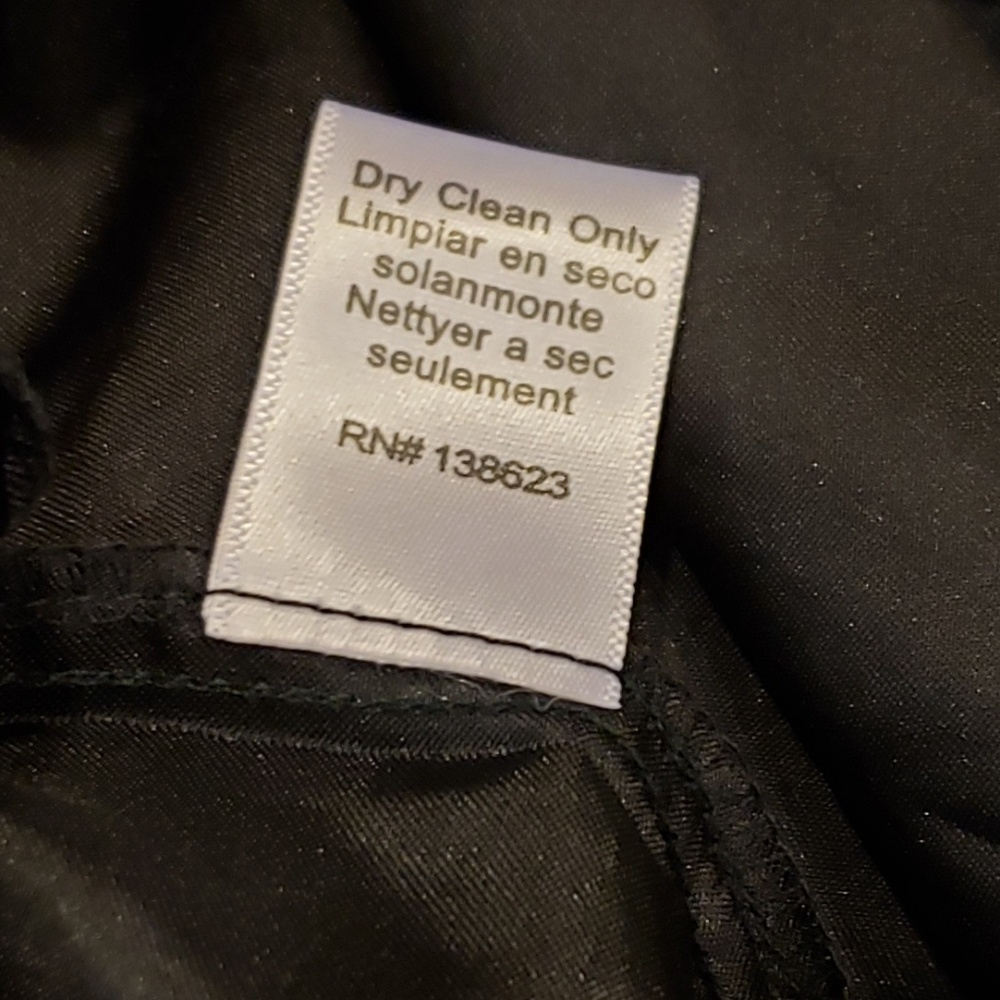 Dry Clean Only
Limpiar en seco
solanmonte
Nettyer a sec
seulement
RN# 138623